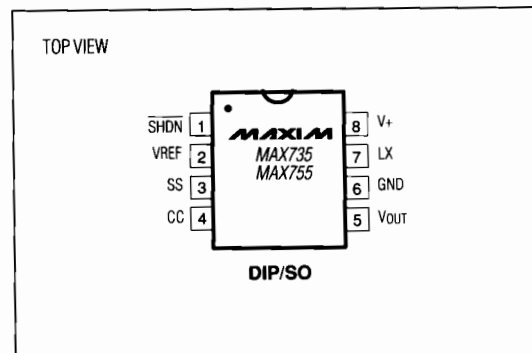 TOP VIEW
SHDN 1
VREF 2
SS 3
CC 4
MAXIM
MAX735
MAX755
8 V+
7 LX
6 GND
5 VOUT
DIP/SO